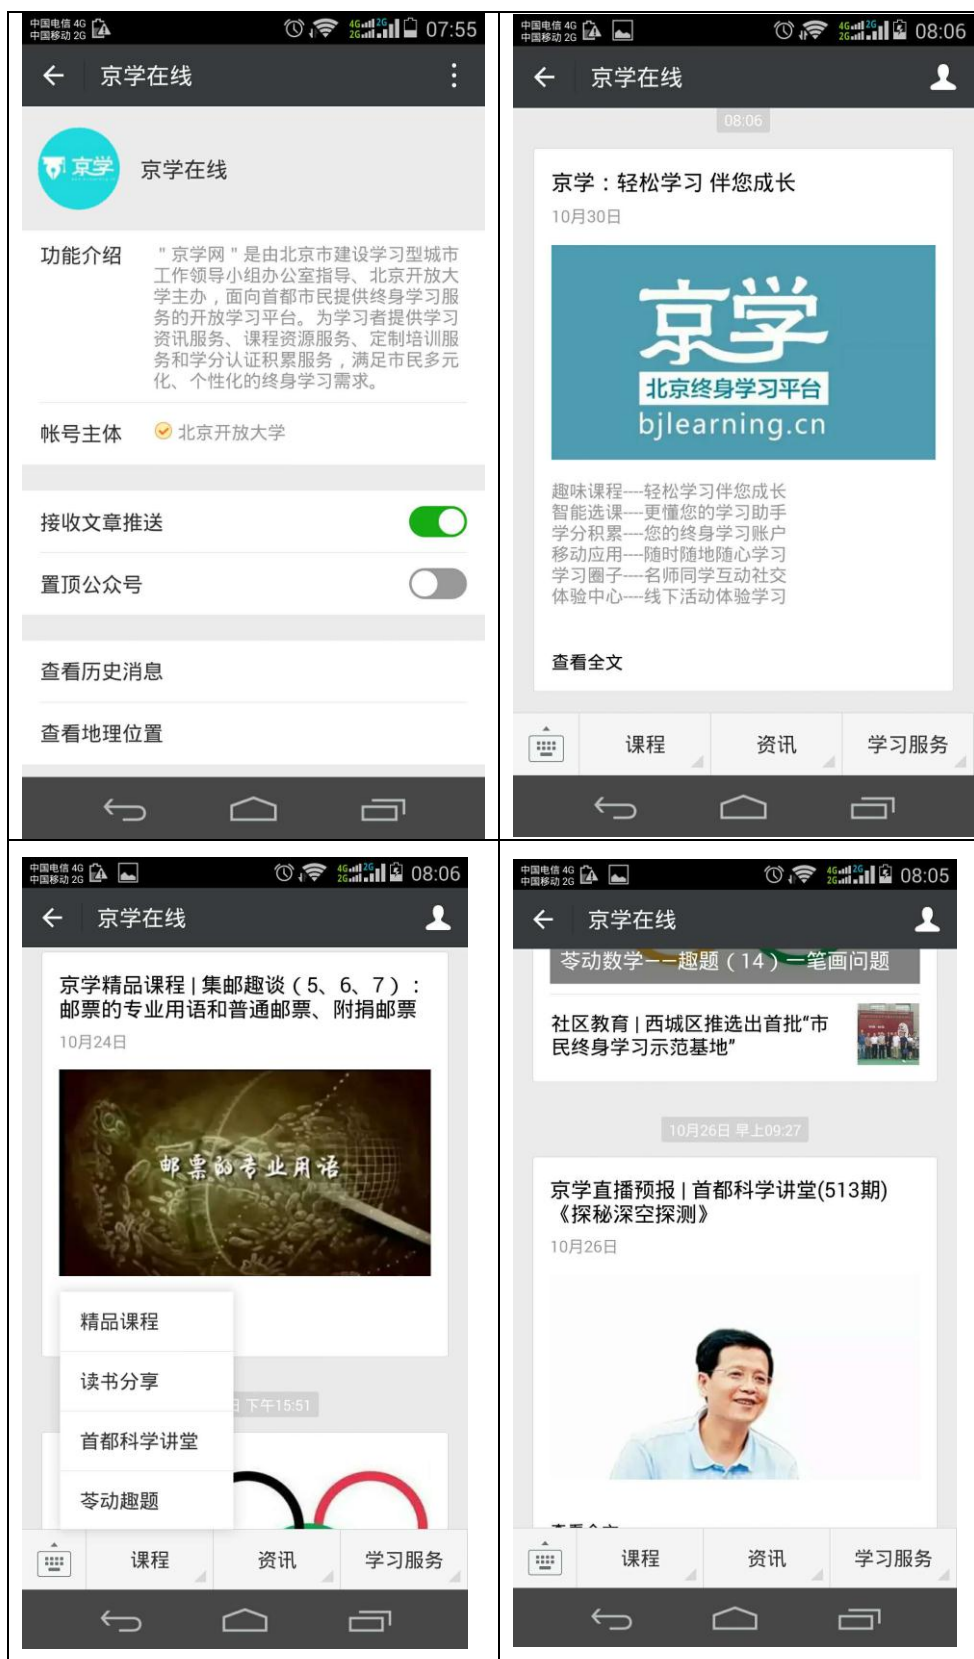 中国电信 4G
中国移动 2G
4G
2G
2G
07:55
京学在线
京学
京学在线
功能介绍
＂京学网＂是由北京市建设学习型城市
工作领导小组办公室指导、北京开放大
学主办，面向首都市民提供终身学习服
务的开放学习平台。为学习者提供学习
资讯服务、课程资源服务、定制培训服
务和学分认证积累服务，满足市民多元
化、个性化的终身学习需求。
帐号主体
北京开放大学
接收文章推送
置顶公众号
查看历史消息
查看地理位置
中国电信 4G
中国移动 2G
4G
2G
2G
08:06
京学在线
08:06
京学：轻松学习 伴您成长
10月30日
京学
北京终身学习平台
bjlearning.cn
趣味课程----轻松学习伴您成长
智能选课----更懂您的学习助手
学分积累----您的终身学习账户
移动应用----随时随地随心学习
学习圈子----名师同学互动社交
体验中心----线下活动体验学习
查看全文
课程
资讯
学习服务
中国电信 4G
中国移动 2G
4G
2G
2G
08:06
京学在线
京学精品课程 | 集邮趣谈（5、6、7）：
邮票的专业用语和普通邮票、附捐邮票
10月24日
邮票的专业用语
精品课程
读书分享
首都科学讲堂
苓动趣题
日 下午15:51
课程
资讯
学习服务
中国电信 4G
中国移动 2G
4G
2G
2G
08:05
京学在线
苓动数学——趣题（14）一笔画问题
社区教育 | 西城区推选出首批“市
民终身学习示范基地”
10月26日 早上09:27
京学直播预报 | 首都科学讲堂(513期)
《探秘深空探测》
10月26日
课程
资讯
学习服务